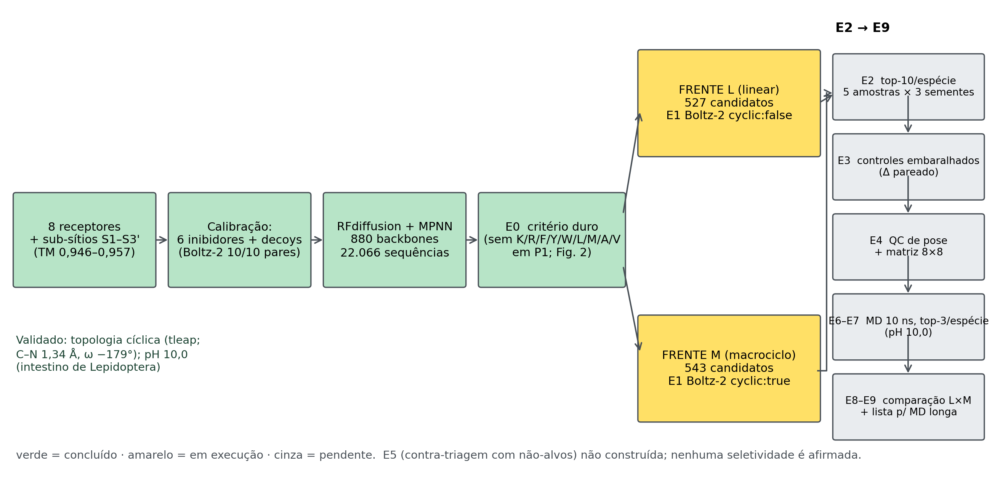 E2 → E9
8 receptores
+ sub-sítios S1–S3'
(TM 0,946–0,957)
Calibração:
6 inibidores + decoys
(Boltz-2 10/10 pares)
RFdiffusion + MPNN
880 backbones
22.066 sequências
E0  critério duro
(sem K/R/F/Y/W/L/M/A/V
em P1; Fig. 2)
FRENTE L (linear)
527 candidatos
E1 Boltz-2 cyclic:false
FRENTE M (macrociclo)
543 candidatos
E1 Boltz-2 cyclic:true
E2  top-10/espécie
5 amostras × 3 sementes
E3  controles embaralhados
(Δ pareado)
E4  QC de pose
+ matriz 8×8
E6–E7  MD 10 ns, top-3/espécie
(pH 10,0)
E8–E9  comparação L×M
+ lista p/ MD longa
Validado: topologia cíclica (tleap;
C–N 1,34 Å, ω −179°); pH 10,0
(intestino de Lepidoptera)
verde = concluído · amarelo = em execução · cinza = pendente.  E5 (contra-triagem com não-alvos) não construída; nenhuma seletividade é afirmada.